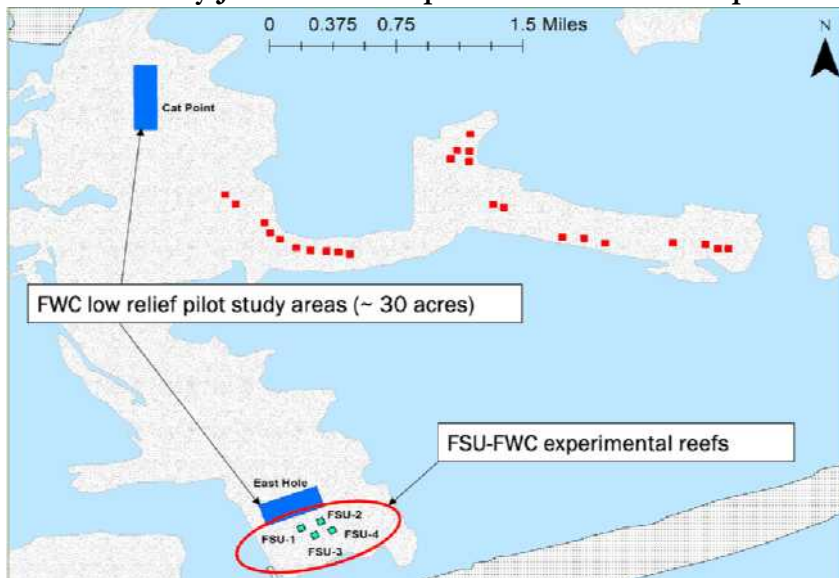 0 0.375 0.75 1.5 Miles
N
Cat Point
FWC low relief pilot study areas (~ 30 acres)
FSU-FWC experimental reefs
East Hole
FSU-2
FSU-1
FSU-4
FSU-3